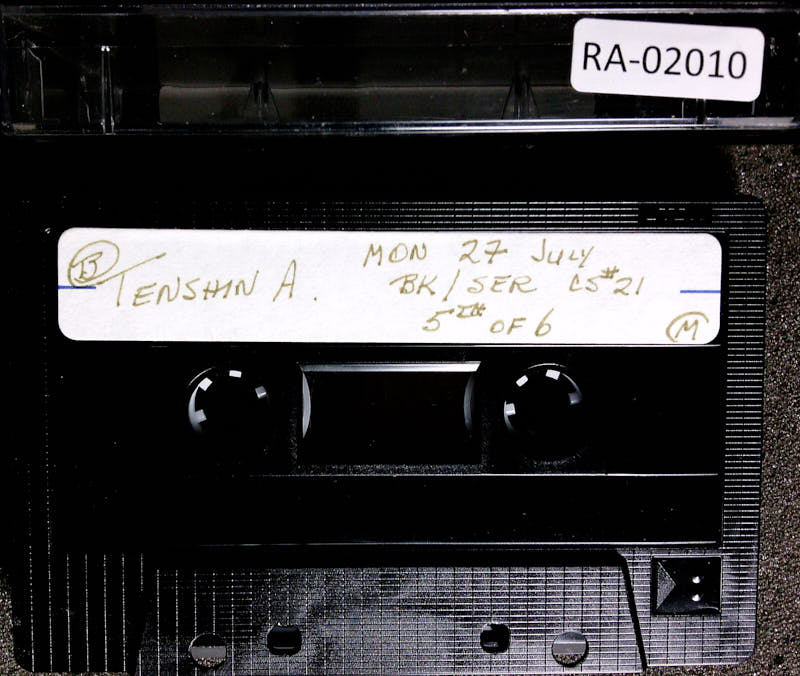 RA-02010
B
TENSHIN A.
MON 27 JULY
BK/SER CS#21
5TH OF 6
M